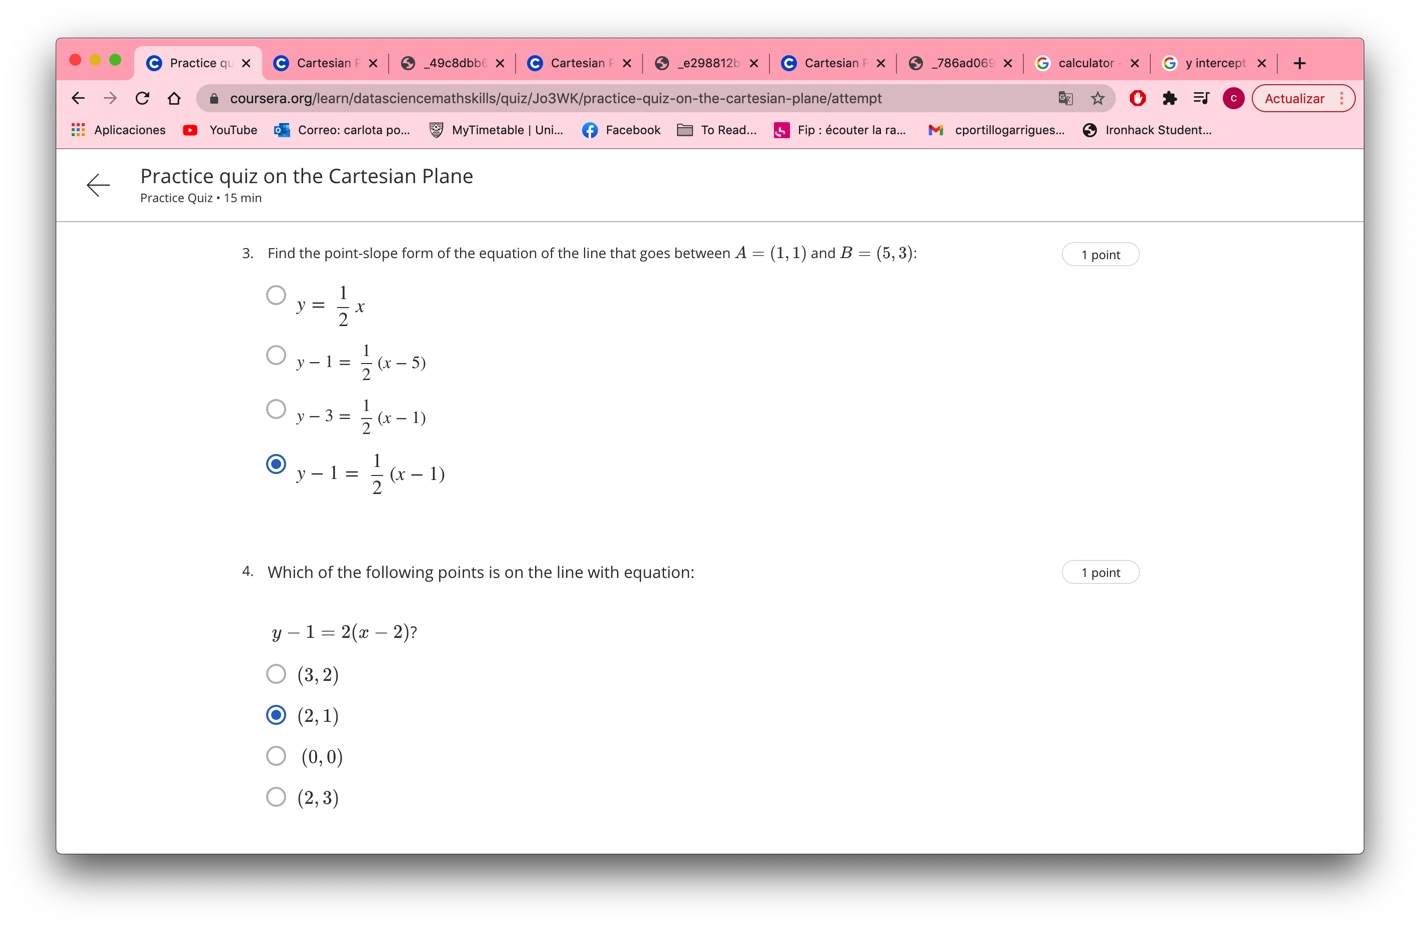 Practice qu
Cartesian P
_49c8dbb6
Cartesian P
_e298812b
Cartesian P
_786ad069
calculator -
y intercept
coursera.org/learn/datasciencemathskills/quiz/Jo3WK/practice-quiz-on-the-cartesian-plane/attempt
C
Actualizar
Aplicaciones
YouTube
Correo: carlota po...
MyTimetable | Uni...
Facebook
To Read...
Fip : écouter la ra...
cportillogarrigues...
Ironhack Student...
Practice quiz on the Cartesian Plane
Practice Quiz • 15 min
3. Find the point-slope form of the equation of the line that goes between A = (1, 1) and B = (5, 3):
1 point
y = 1/2 x
y − 1 = 1/2 (x − 5)
y − 3 = 1/2 (x − 1)
y − 1 = 1/2 (x − 1)
4. Which of the following points is on the line with equation:
1 point
y − 1 = 2(x − 2)?
(3, 2)
(2, 1)
(0, 0)
(2, 3)